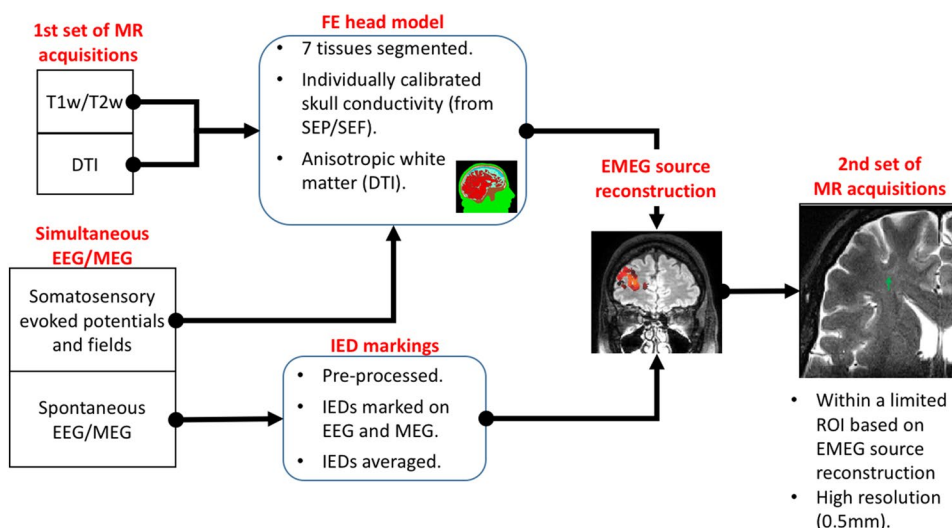 1st set of MR
acquisitions
T1w/T2w
DTI
FE head model
• 7 tissues segmented.
• Individually calibrated
skull conductivity (from
SEP/SEF).
• Anisotropic white
matter (DTI).
Simultaneous
EEG/MEG
Somatosensory
evoked potentials
and fields
Spontaneous
EEG/MEG
IED markings
• Pre-processed.
• IEDs marked on
EEG and MEG.
• IEDs averaged.
EMEG source
reconstruction
2nd set of
MR acquisitions
• Within a limited
ROI based on
EMEG source
reconstruction
• High resolution
(0.5mm).